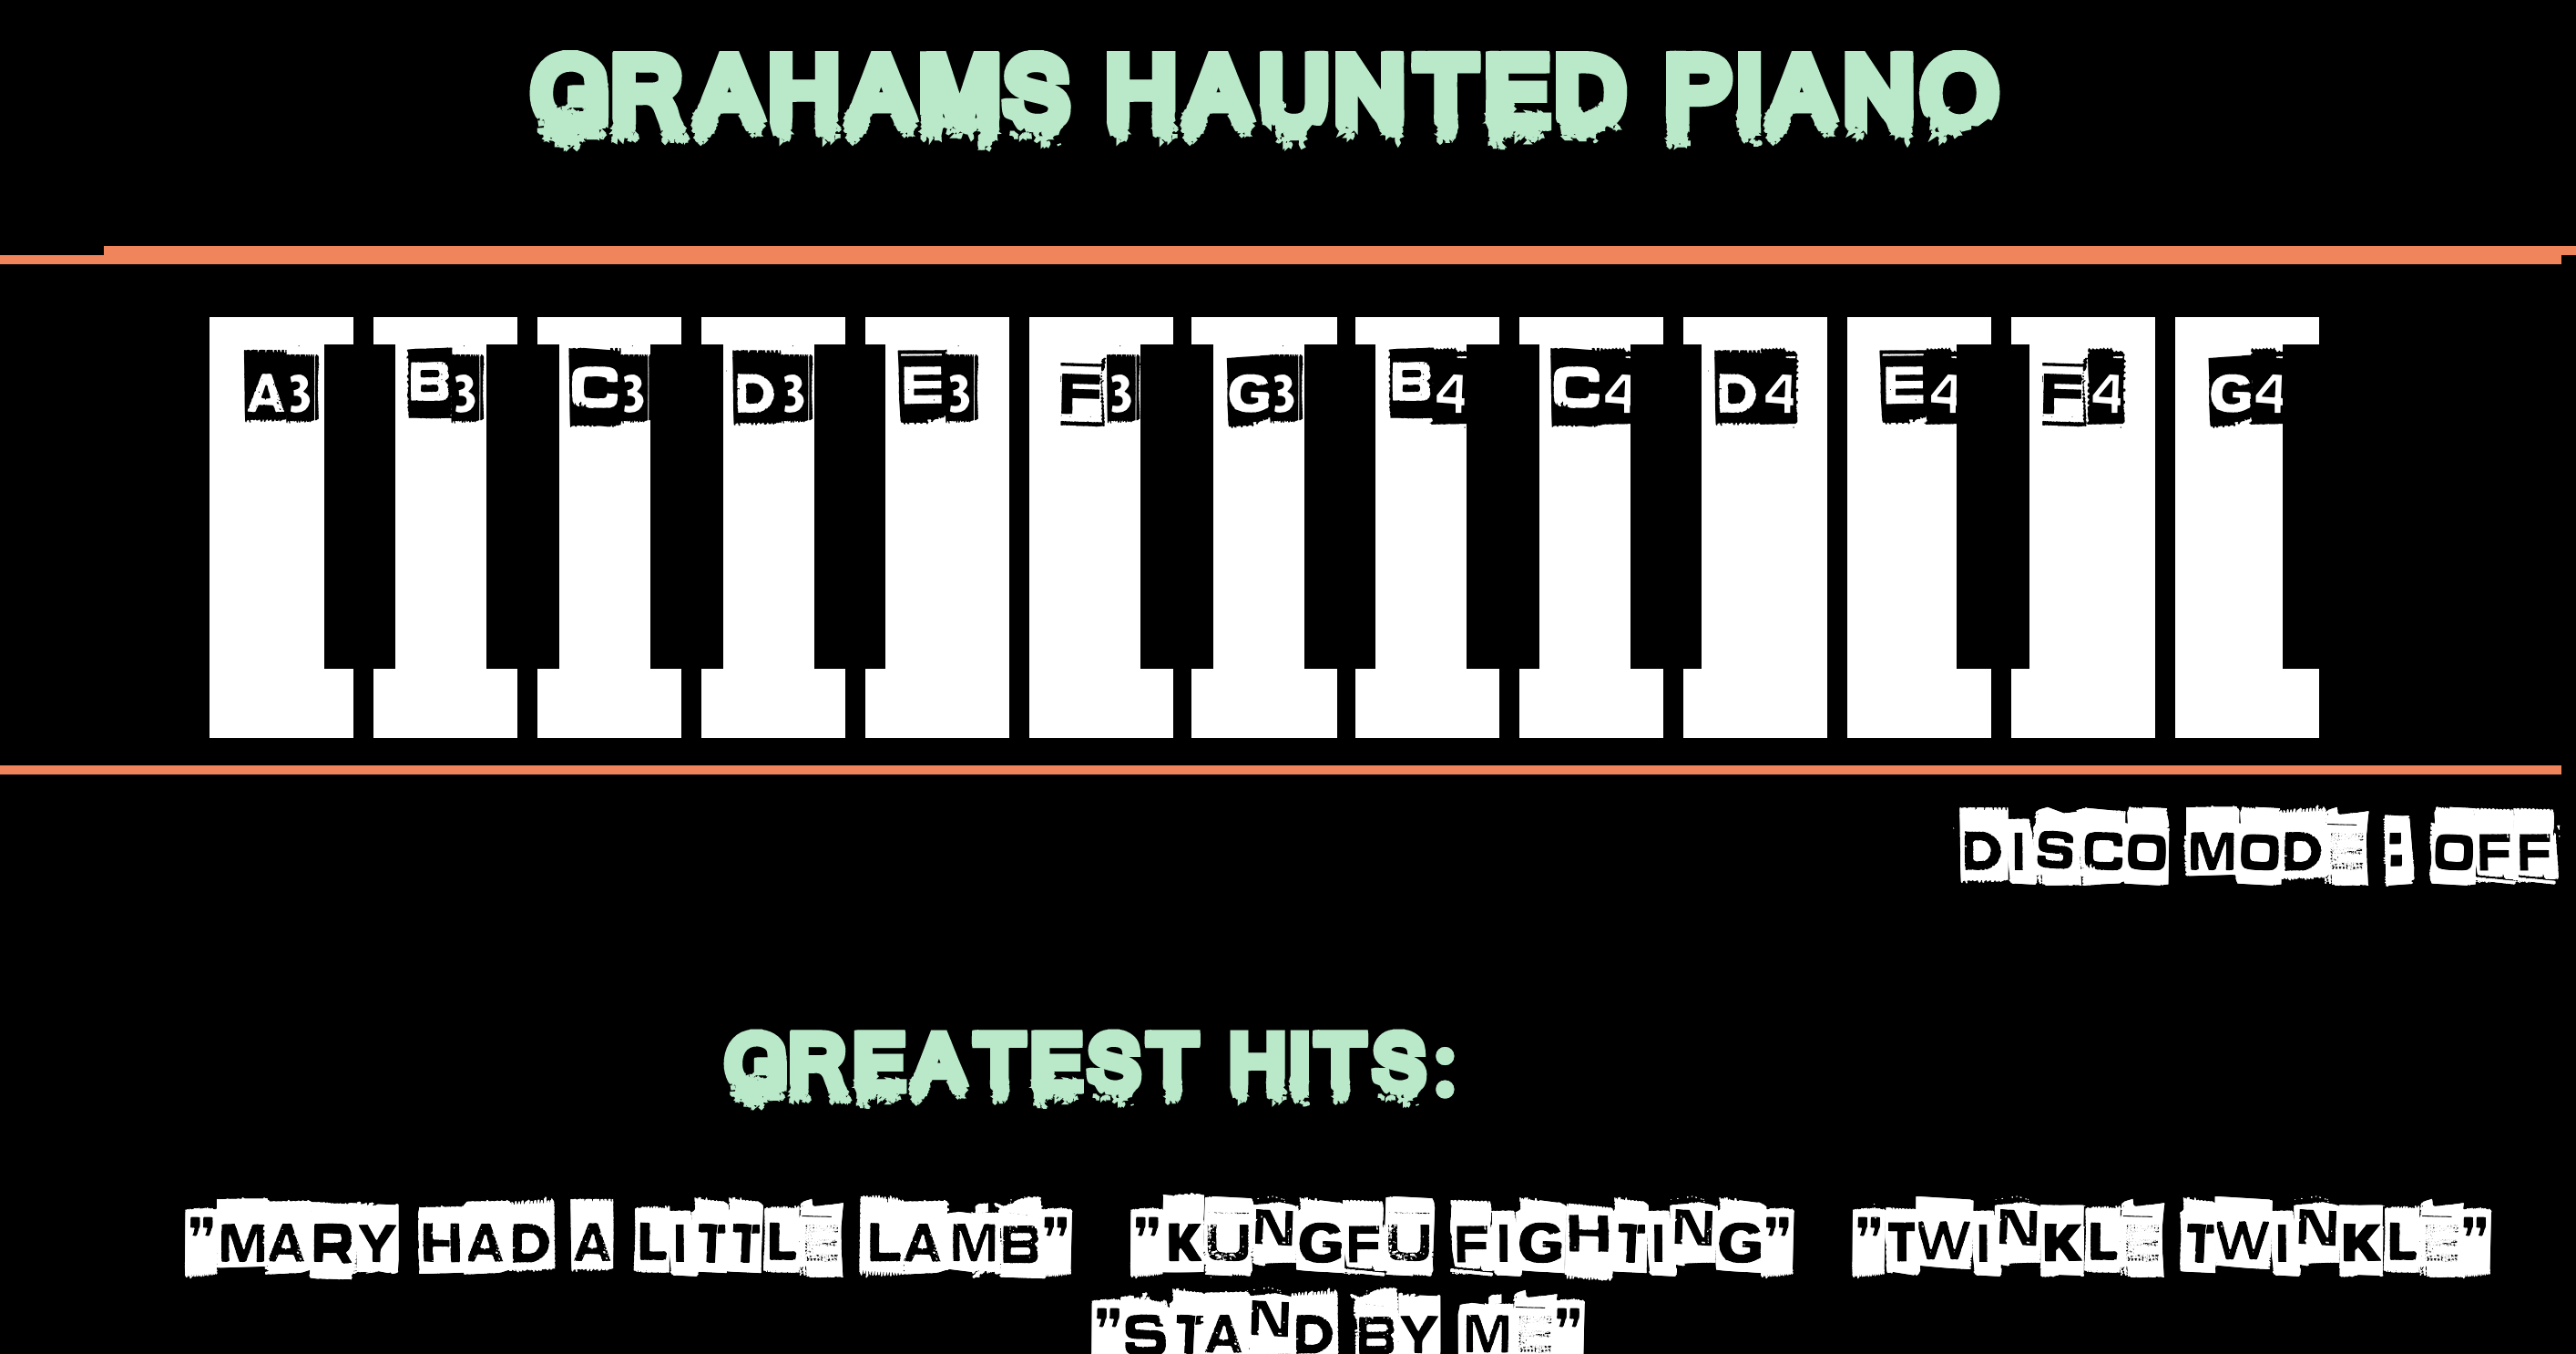 GRAHAMS HAUNTED PIANO
A3 B3 C3 D3 E3 F3 G3 B4 C4 D4 E4 F4 G4
DISCO MODE : OFF
GREATEST HITS:
"MARY HAD A LITTLE LAMB" "KUNGFU FIGHTING" "TWINKLE TWINKLE"
"STAND BY ME"